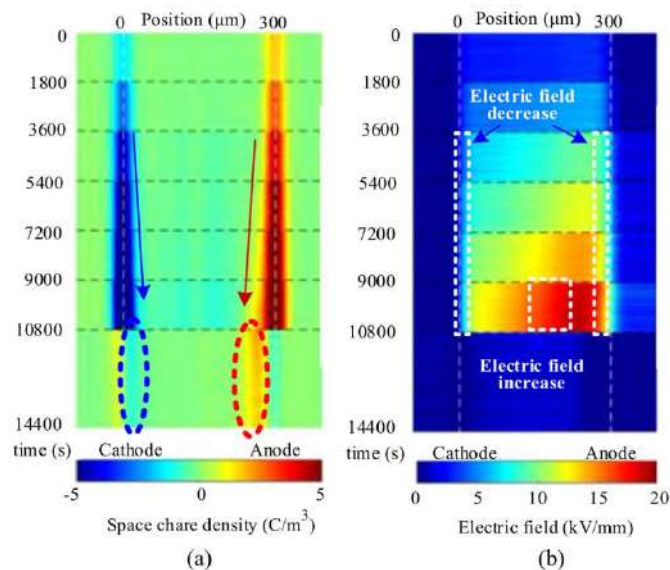 Position (μm)
0 300
0
1800
3600
5400
7200
9000
10800
14400
time (s)
Cathode Anode
-5 0 5
Space chare density (C/m³)
(a)
Position (μm)
0 300
0
1800
3600
5400
7200
9000
10800
14400
time (s)
Electric field
decrease
Electric field
increase
Cathode Anode
0 5 10 15 20
Electric field (kV/mm)
(b)